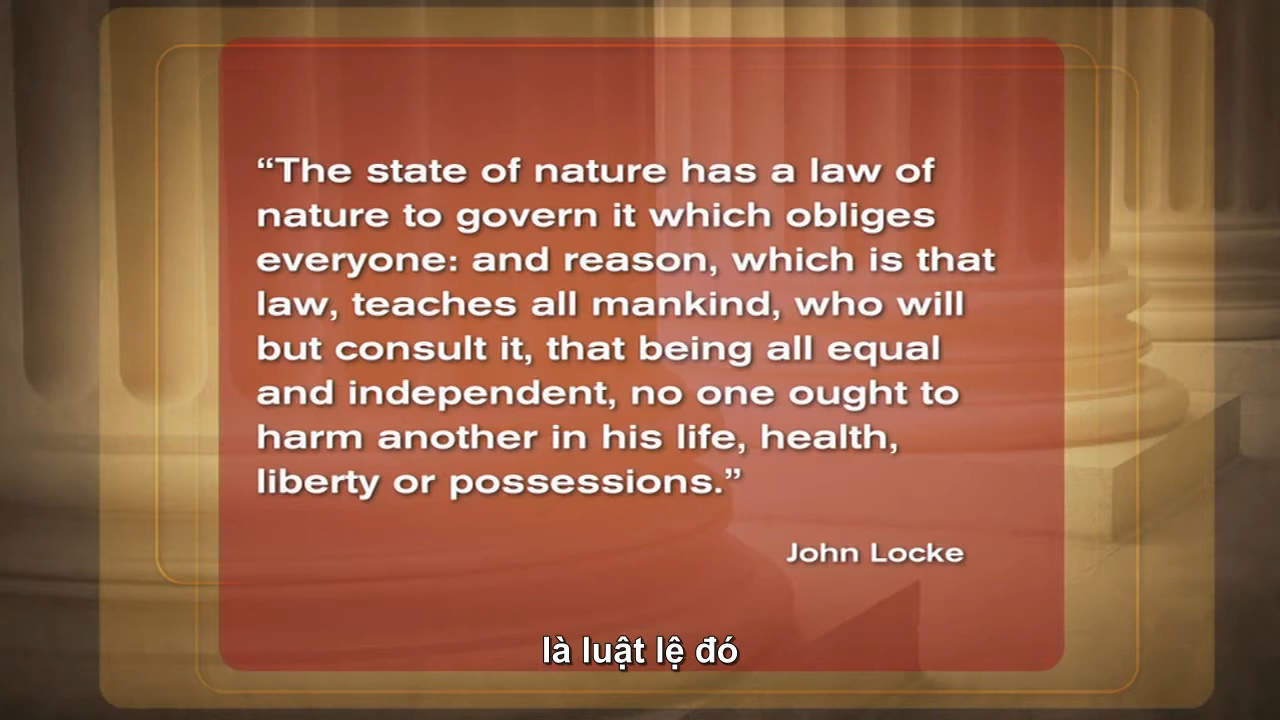 “The state of nature has a law of
nature to govern it which obliges
everyone: and reason, which is that
law, teaches all mankind, who will
but consult it, that being all equal
and independent, no one ought to
harm another in his life, health,
liberty or possessions.”
John Locke
là luật lệ đó